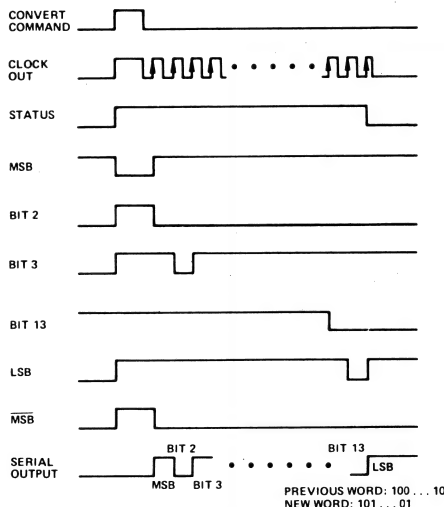 CONVERT
COMMAND
CLOCK
OUT
STATUS
MSB
BIT 2
BIT 3
BIT 13
LSB
MSB
SERIAL
OUTPUT
BIT 2
BIT 13
MSB
BIT 3
LSB
PREVIOUS WORD: 100 . . . 10
NEW WORD: 101 . . . 01